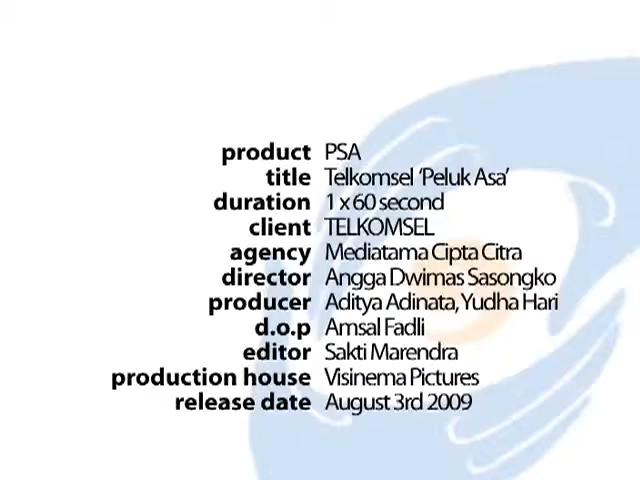 product PSA
title Telkomsel 'Peluk Asa'
duration 1 x 60 second
client TELKOMSEL
agency Mediatama Cipta Citra
director Angga Dwimas Sasongko
producer Aditya Adinata, Yudha Hari
d.o.p Amsal Fadli
editor Sakti Marendra
production house Visinema Pictures
release date August 3rd 2009